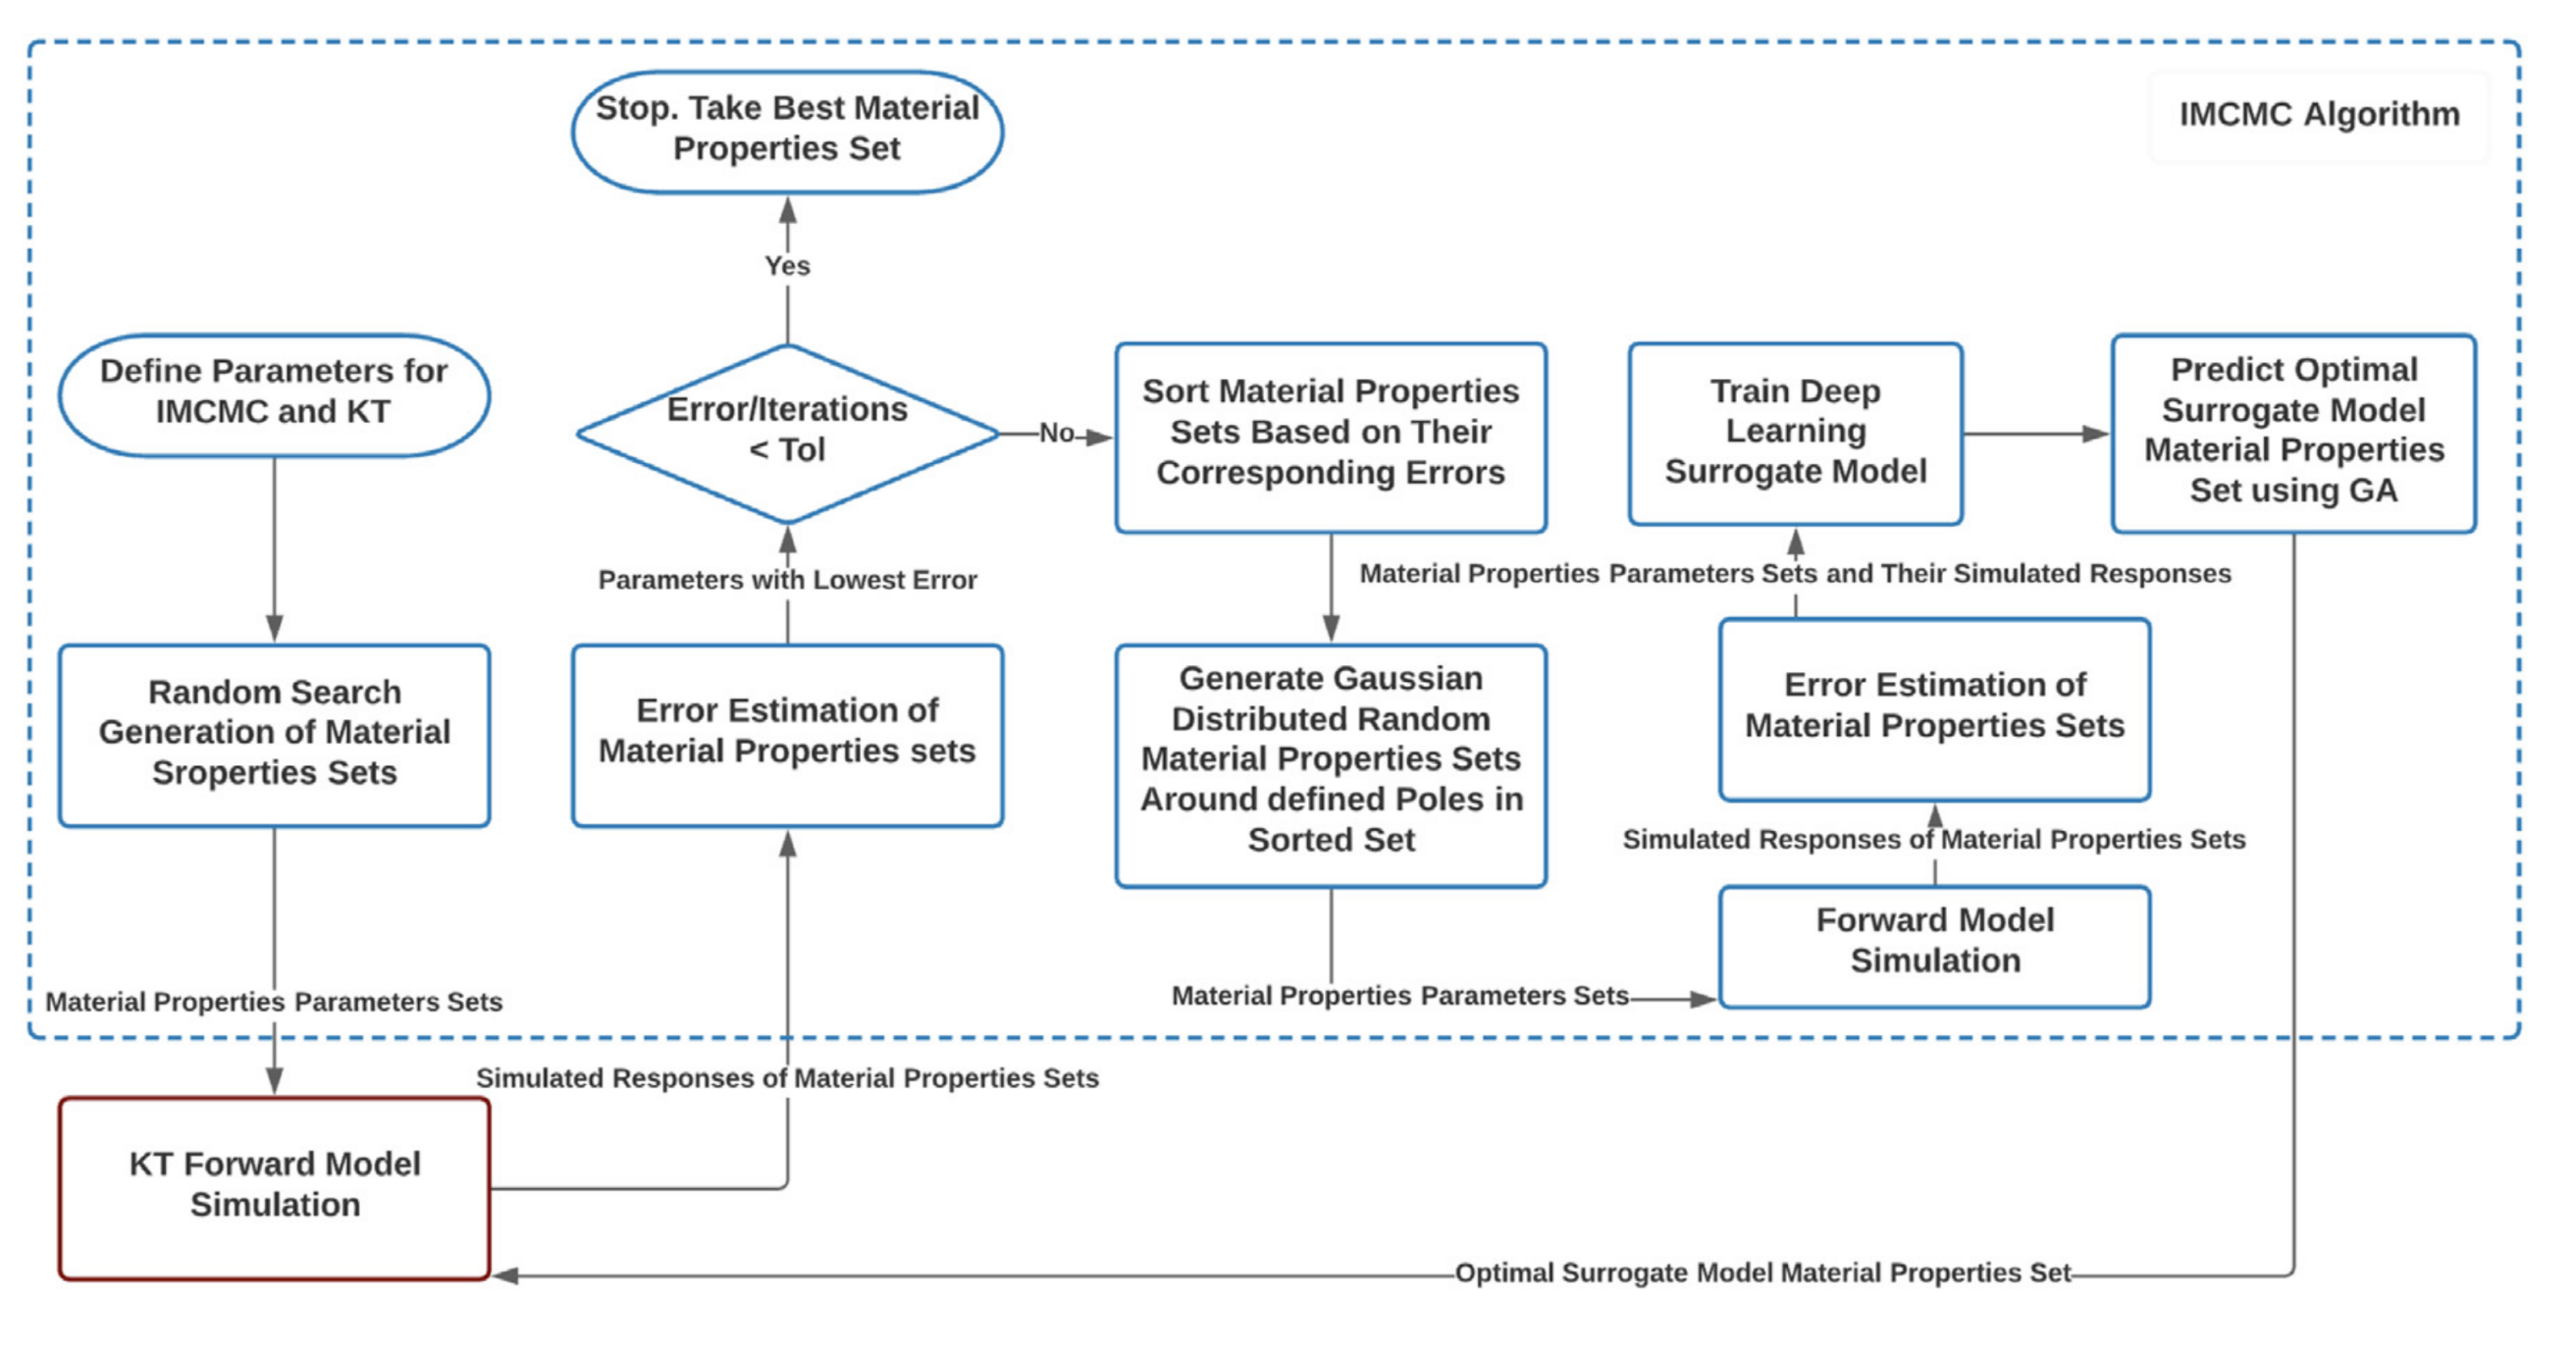 IMCMC Algorithm
Stop. Take Best Material
Properties Set
Yes
Define Parameters for
IMCMC and KT
Error/Iterations
< Tol
No
Sort Material Properties
Sets Based on Their
Corresponding Errors
Train Deep
Learning
Surrogate Model
Predict Optimal
Surrogate Model
Material Properties
Set using GA
Parameters with Lowest Error
Material Properties Parameters Sets and Their Simulated Responses
Random Search
Generation of Material
Sroperties Sets
Error Estimation of
Material Properties sets
Generate Gaussian
Distributed Random
Material Properties Sets
Around defined Poles in
Sorted Set
Error Estimation of
Material Properties Sets
Simulated Responses of Material Properties Sets
Forward Model
Simulation
Material Properties Parameters Sets
Material Properties Parameters Sets
Simulated Responses of Material Properties Sets
KT Forward Model
Simulation
Optimal Surrogate Model Material Properties Set